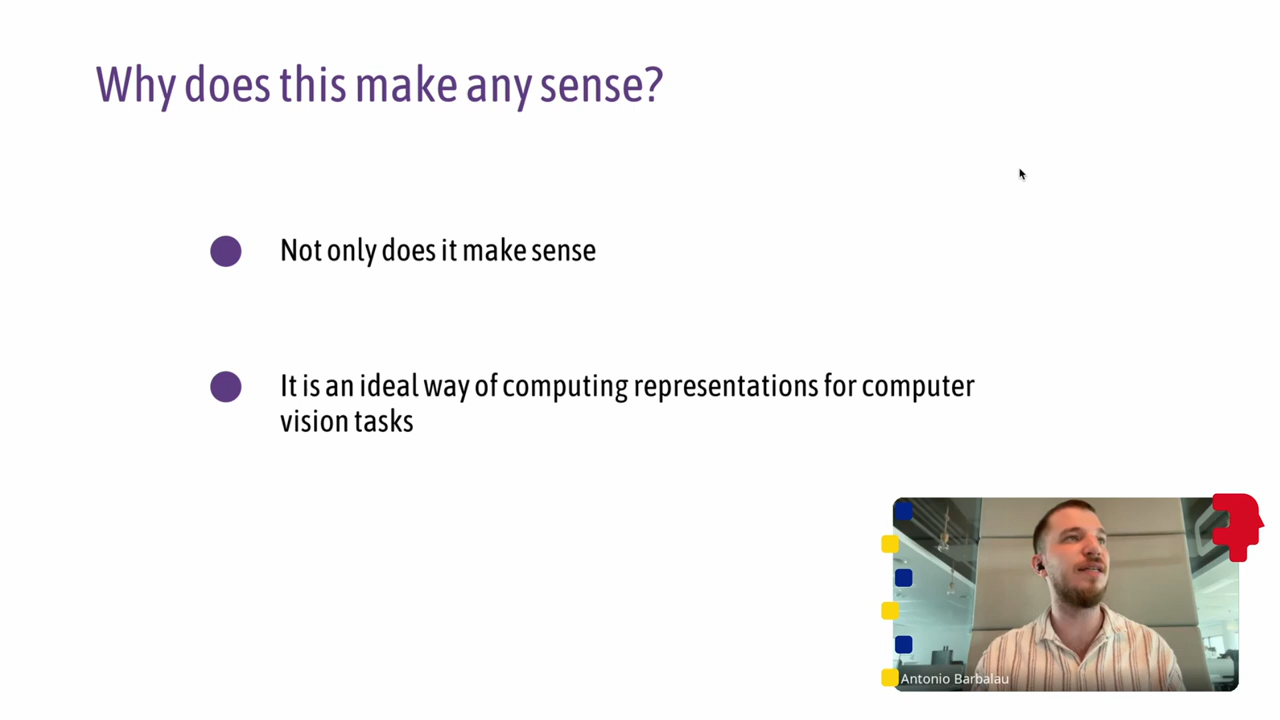 Why does this make any sense?
Not only does it make sense
It is an ideal way of computing representations for computer
vision tasks
Antonio Barbalau